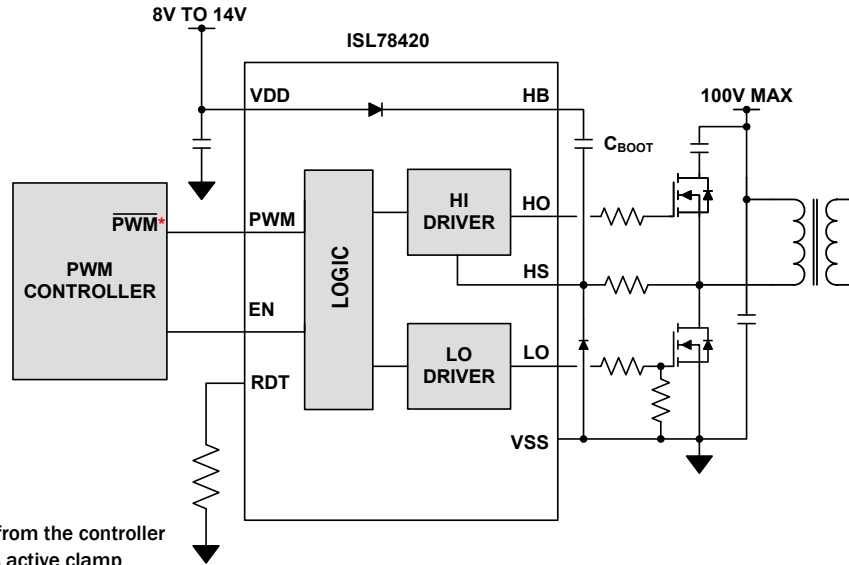 8V TO 14V
ISL78420
VDD
HB
100V MAX
CBOOT
PWM*
PWM
HI
DRIVER
HO
PWM
CONTROLLER
LOGIC
HS
EN
LO
DRIVER
LO
RDT
VSS
from the controller
active clamp